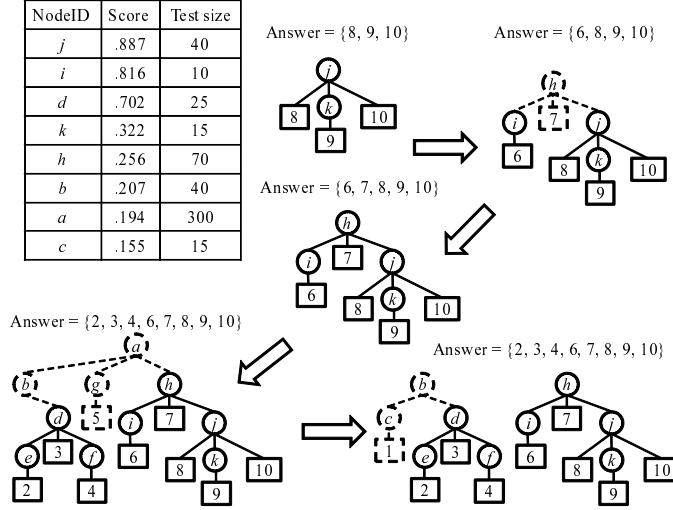 NodeID Score Test size
j .887 40
i .816 10
d .702 25
k .322 15
h .256 70
b .207 40
a .194 300
c .155 15
Answer = {8, 9, 10}
j
8 k 10
9
Answer = {6, 8, 9, 10}
h
i 7 j
6 8 k 10
9
Answer = {6, 7, 8, 9, 10}
h
i 7 j
6 8 k 10
9
Answer = {2, 3, 4, 6, 7, 8, 9, 10}
a
b g h
d 5 i 7 j
e 3 f 6 8 k 10
2 4 9
Answer = {2, 3, 4, 6, 7, 8, 9, 10}
b h
c d i 7 j
1 e 3 f 6 8 k 10
2 4 9